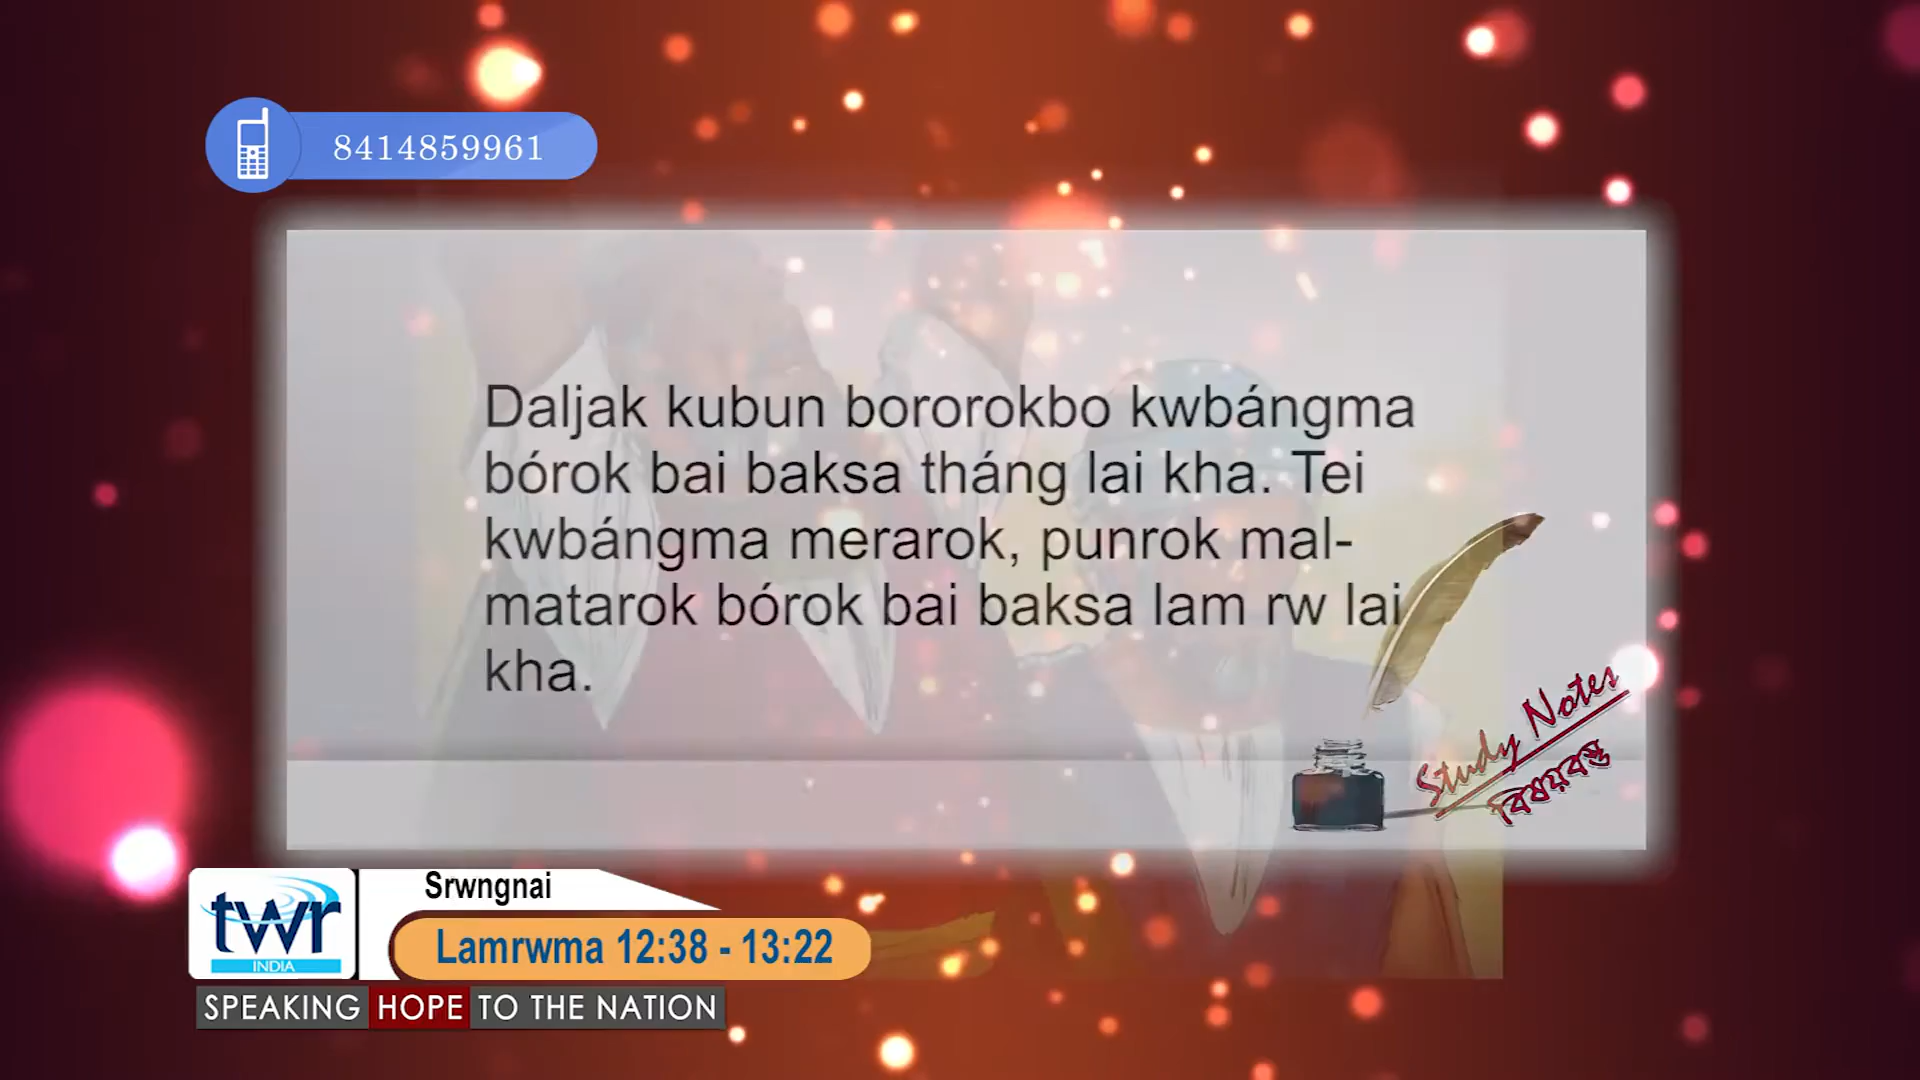 8414859961
Daljak kubun bororokbo kwbángma
bórok bai baksa tháng lai kha. Tei
kwbángma merarok, punrok mal-
matarok bórok bai baksa lam rw lai
kha.
Study Notes
বিষয়বস্তু
twr
INDIA
Srwngnai
Lamrwma 12:38 - 13:22
SPEAKING HOPE TO THE NATION